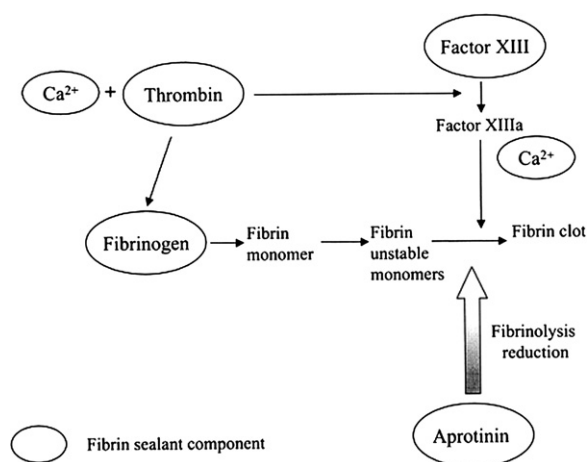 Factor XIII
Ca2+ + Thrombin
Factor XIIIa
Ca2+
Fibrinogen
Fibrin
monomer
Fibrin
unstable
monomers
Fibrin clot
Fibrinolysis
reduction
Aprotinin
Fibrin sealant component